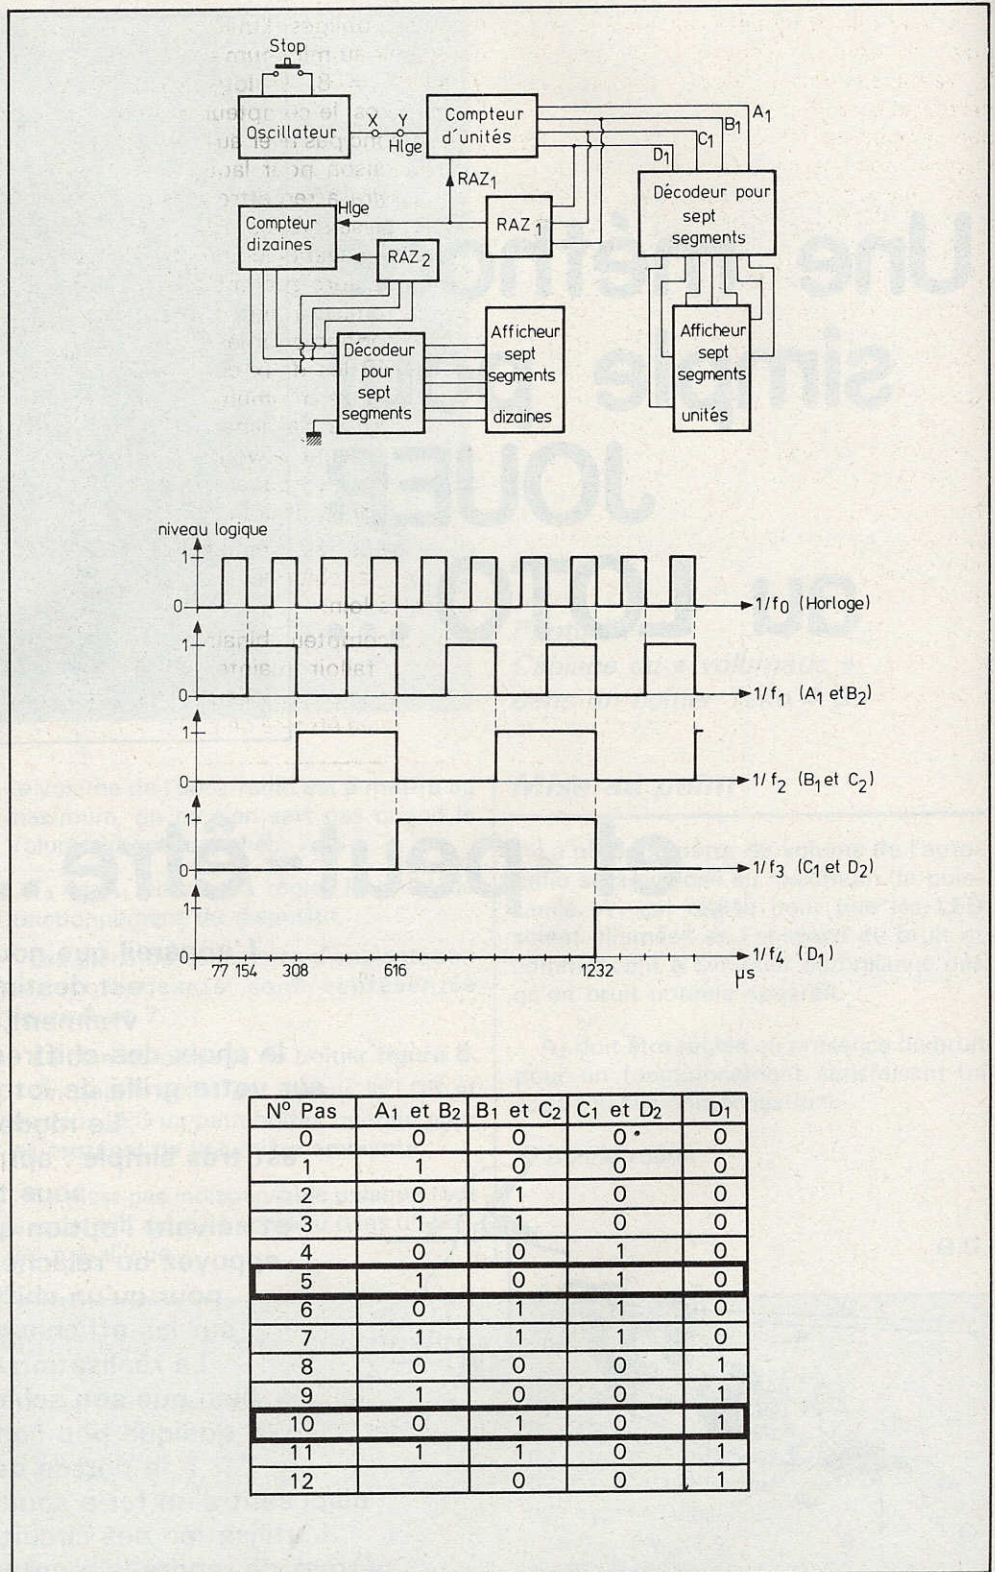 Stop
Oscillateur
X Y
Hlge
Compteur
d'unités
A1
B1
C1
D1
RAZ1
Hlge
Compteur
dizaines
RAZ1
RAZ2
Décodeur pour
sept
segments
Décodeur
pour
sept
segments
Afficheur
sept
segments
dizaines
Afficheur
sept
segments
unités
niveau logique
1
0
1/f0 (Horloge)
1
0
1/f1 (A1 et B2)
1
0
1/f2 (B1 et C2)
1
0
1/f3 (C1 et D2)
1
0
1/f4 (D1)
77 154 308 616 1232 µs
N° Pas A1 et B2 B1 et C2 C1 et D2 D1
0 0 0 0 0
1 1 0 0 0
2 0 1 0 0
3 1 1 0 0
4 0 0 1 0
5 1 0 1 0
6 0 1 1 0
7 1 1 1 0
8 0 0 0 1
9 1 0 0 1
10 0 1 0 1
11 1 1 0 1
12 0 0 1